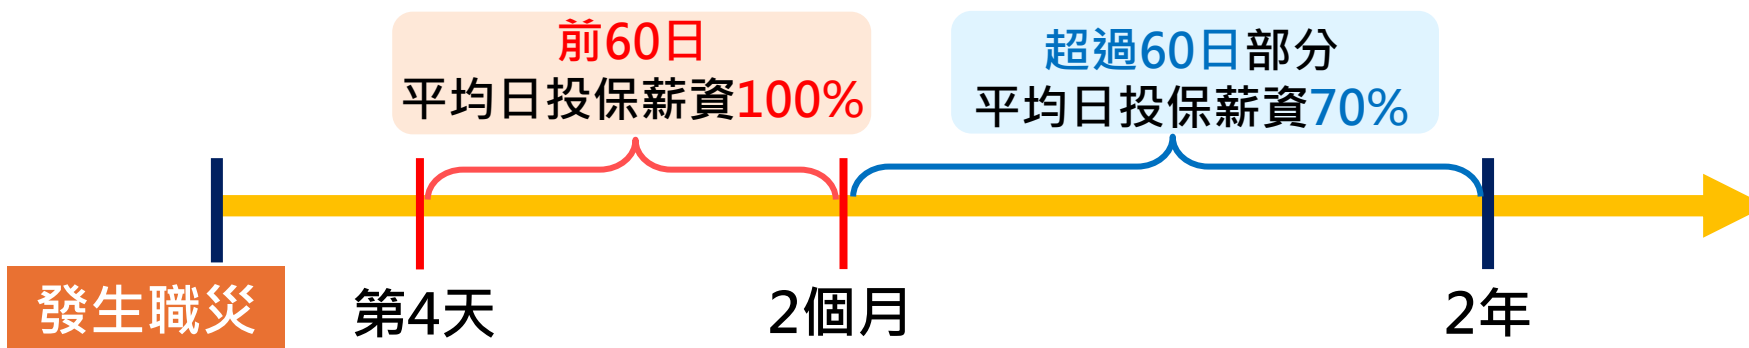 前60日
平均日投保薪資100%
超過60日部分
平均日投保薪資70%
發生職災
第4天
2個月
2年